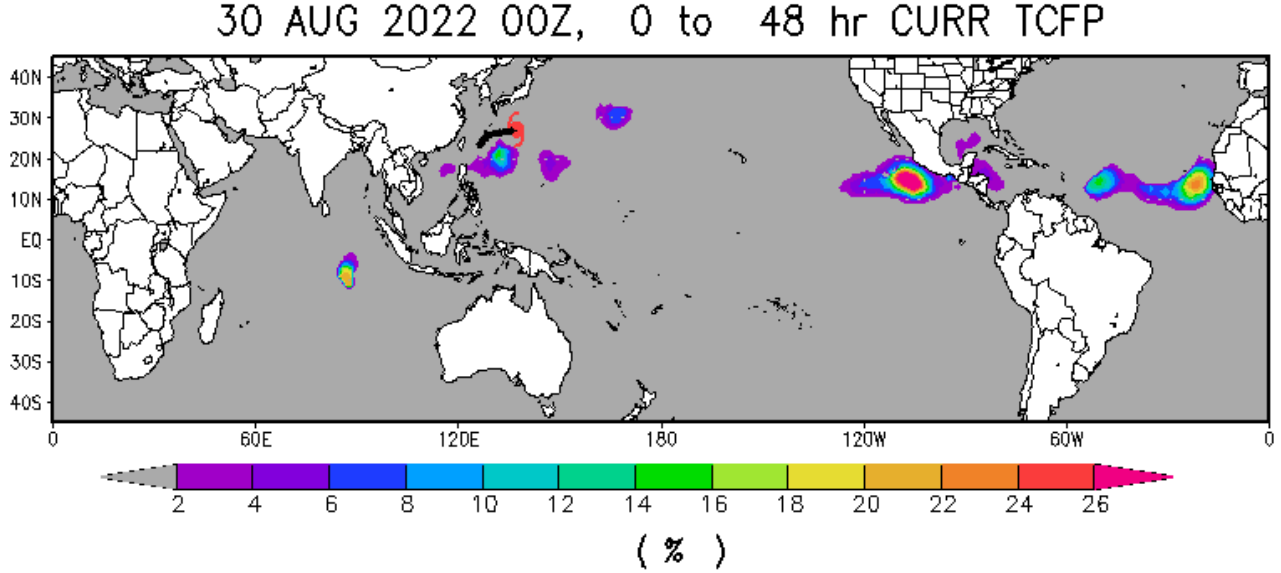 30 AUG 2022 00Z, 0 to 48 hr CURR TCFP
40N
30N
20N
10N
EQ
10S
20S
30S
40S
0 60E 120E 180 120W 60W 0
2 4 6 8 10 12 14 16 18 20 22 24 26
( % )